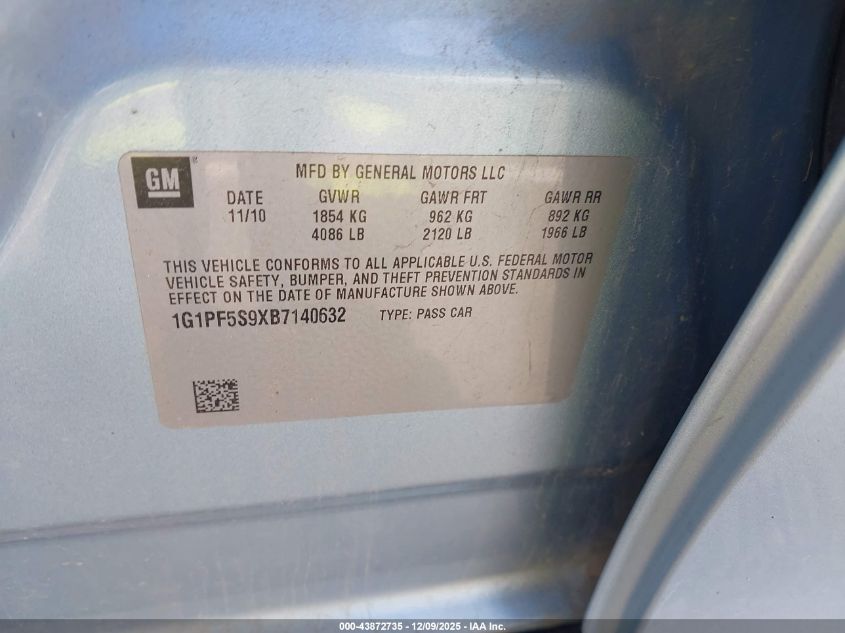 GM
MFD BY GENERAL MOTORS LLC
DATE GVWR GAWR FRT GAWR RR
11/10 1854 KG 962 KG 892 KG
4086 LB 2120 LB 1966 LB
THIS VEHICLE CONFORMS TO ALL APPLICABLE U.S. FEDERAL MOTOR
VEHICLE SAFETY, BUMPER, AND THEFT PREVENTION STANDARDS IN
EFFECT ON THE DATE OF MANUFACTURE SHOWN ABOVE.
1G1PF5S9XB7140632 TYPE: PASS CAR
000-43872735 - 12/09/2025 - IAA Inc.